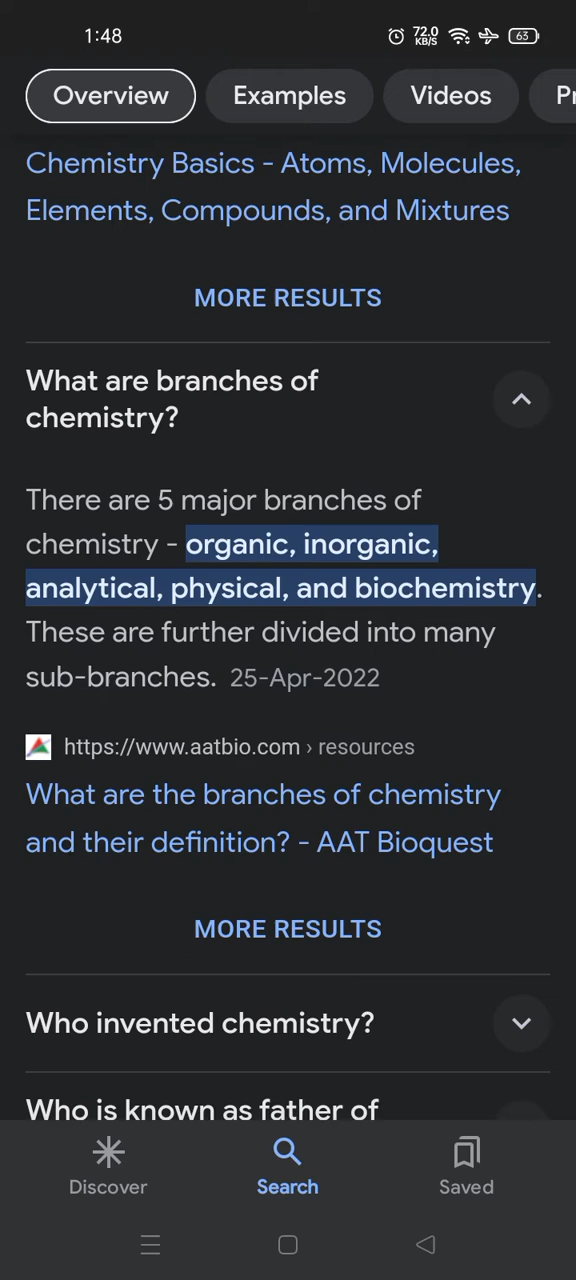 1:48
72.0
KB/S
63
Overview
Examples
Videos
Pr
Chemistry Basics - Atoms, Molecules,
Elements, Compounds, and Mixtures
MORE RESULTS
What are branches of
chemistry?
There are 5 major branches of
chemistry - organic, inorganic,
analytical, physical, and biochemistry.
These are further divided into many
sub-branches. 25-Apr-2022
https://www.aatbio.com › resources
What are the branches of chemistry
and their definition? - AAT Bioquest
MORE RESULTS
Who invented chemistry?
Who is known as father of
Discover
Search
Saved